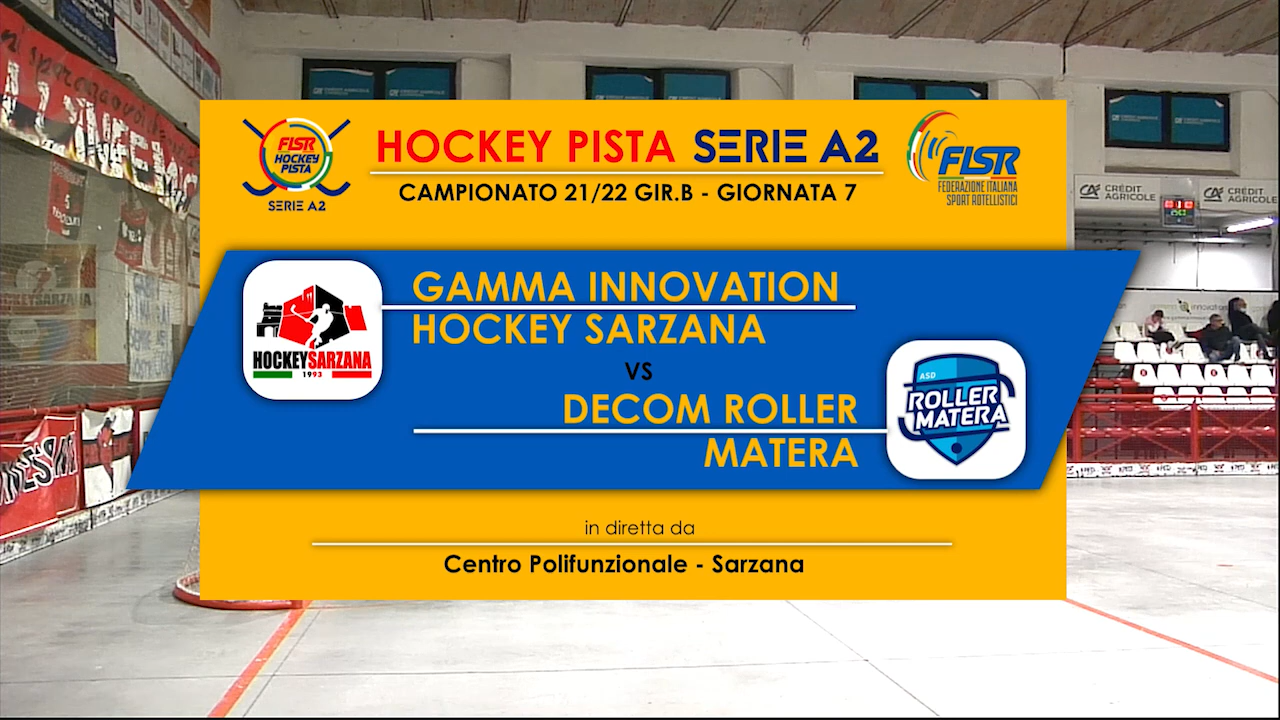 FISR
HOCKEY
PISTA
SERIE A2
HOCKEY PISTA SERIE A2
CAMPIONATO 21/22 GIR.B - GIORNATA 7
FISR
FEDERAZIONE ITALIANA
SPORT ROTELLISTICI
HOCKEYSARZANA
1993
GAMMA INNOVATION
HOCKEY SARZANA
VS
DECOM ROLLER
MATERA
ASD
ROLLER
MATERA
in diretta da
Centro Polifunzionale - Sarzana
CRÉDIT
AGRICOLE
CRÉDIT
AGRICOLE
HOCKEYSARZANA